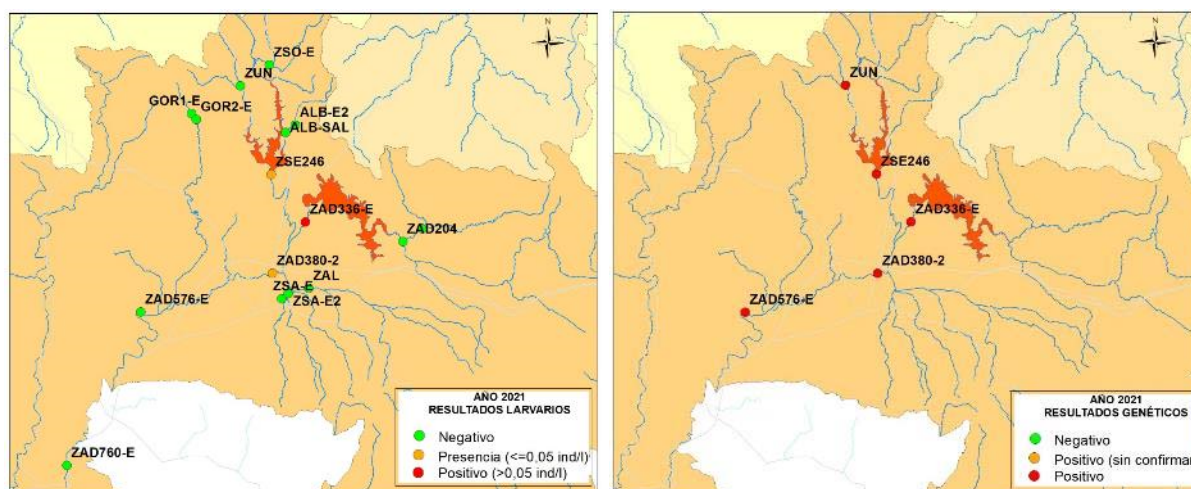 N
ZSO-E
ZUN
GOR1-E
GOR2-E
ALB-E2
ALB-SAL
ZSE246
ZAD336-E
ZAD204
ZAD380-2
ZAL
ZSA-E
ZSA-E2
ZAD576-E
ZAD760-E
AÑO 2021
RESULTADOS LARVARIOS
Negativo
Presencia (<=0,05 ind/l)
Positivo (>0,05 ind/l)
N
ZUN
ZSE246
ZAD336-E
ZAD380-2
ZAD576-E
AÑO 2021
RESULTADOS GENÉTICOS
Negativo
Positivo (sin confirmar
Positivo